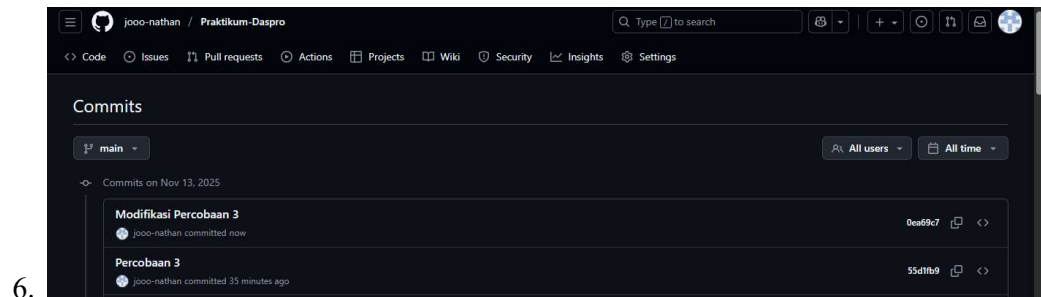 jooo-nathan / Praktikum-Daspro
Type / to search
Code Issues Pull requests Actions Projects Wiki Security Insights Settings
Commits
main
All users All time
Commits on Nov 13, 2025
Modifikasi Percobaan 3
0ea69c7
jooo-nathan committed now
Percobaan 3
55d1fb9
jooo-nathan committed 35 minutes ago
6.